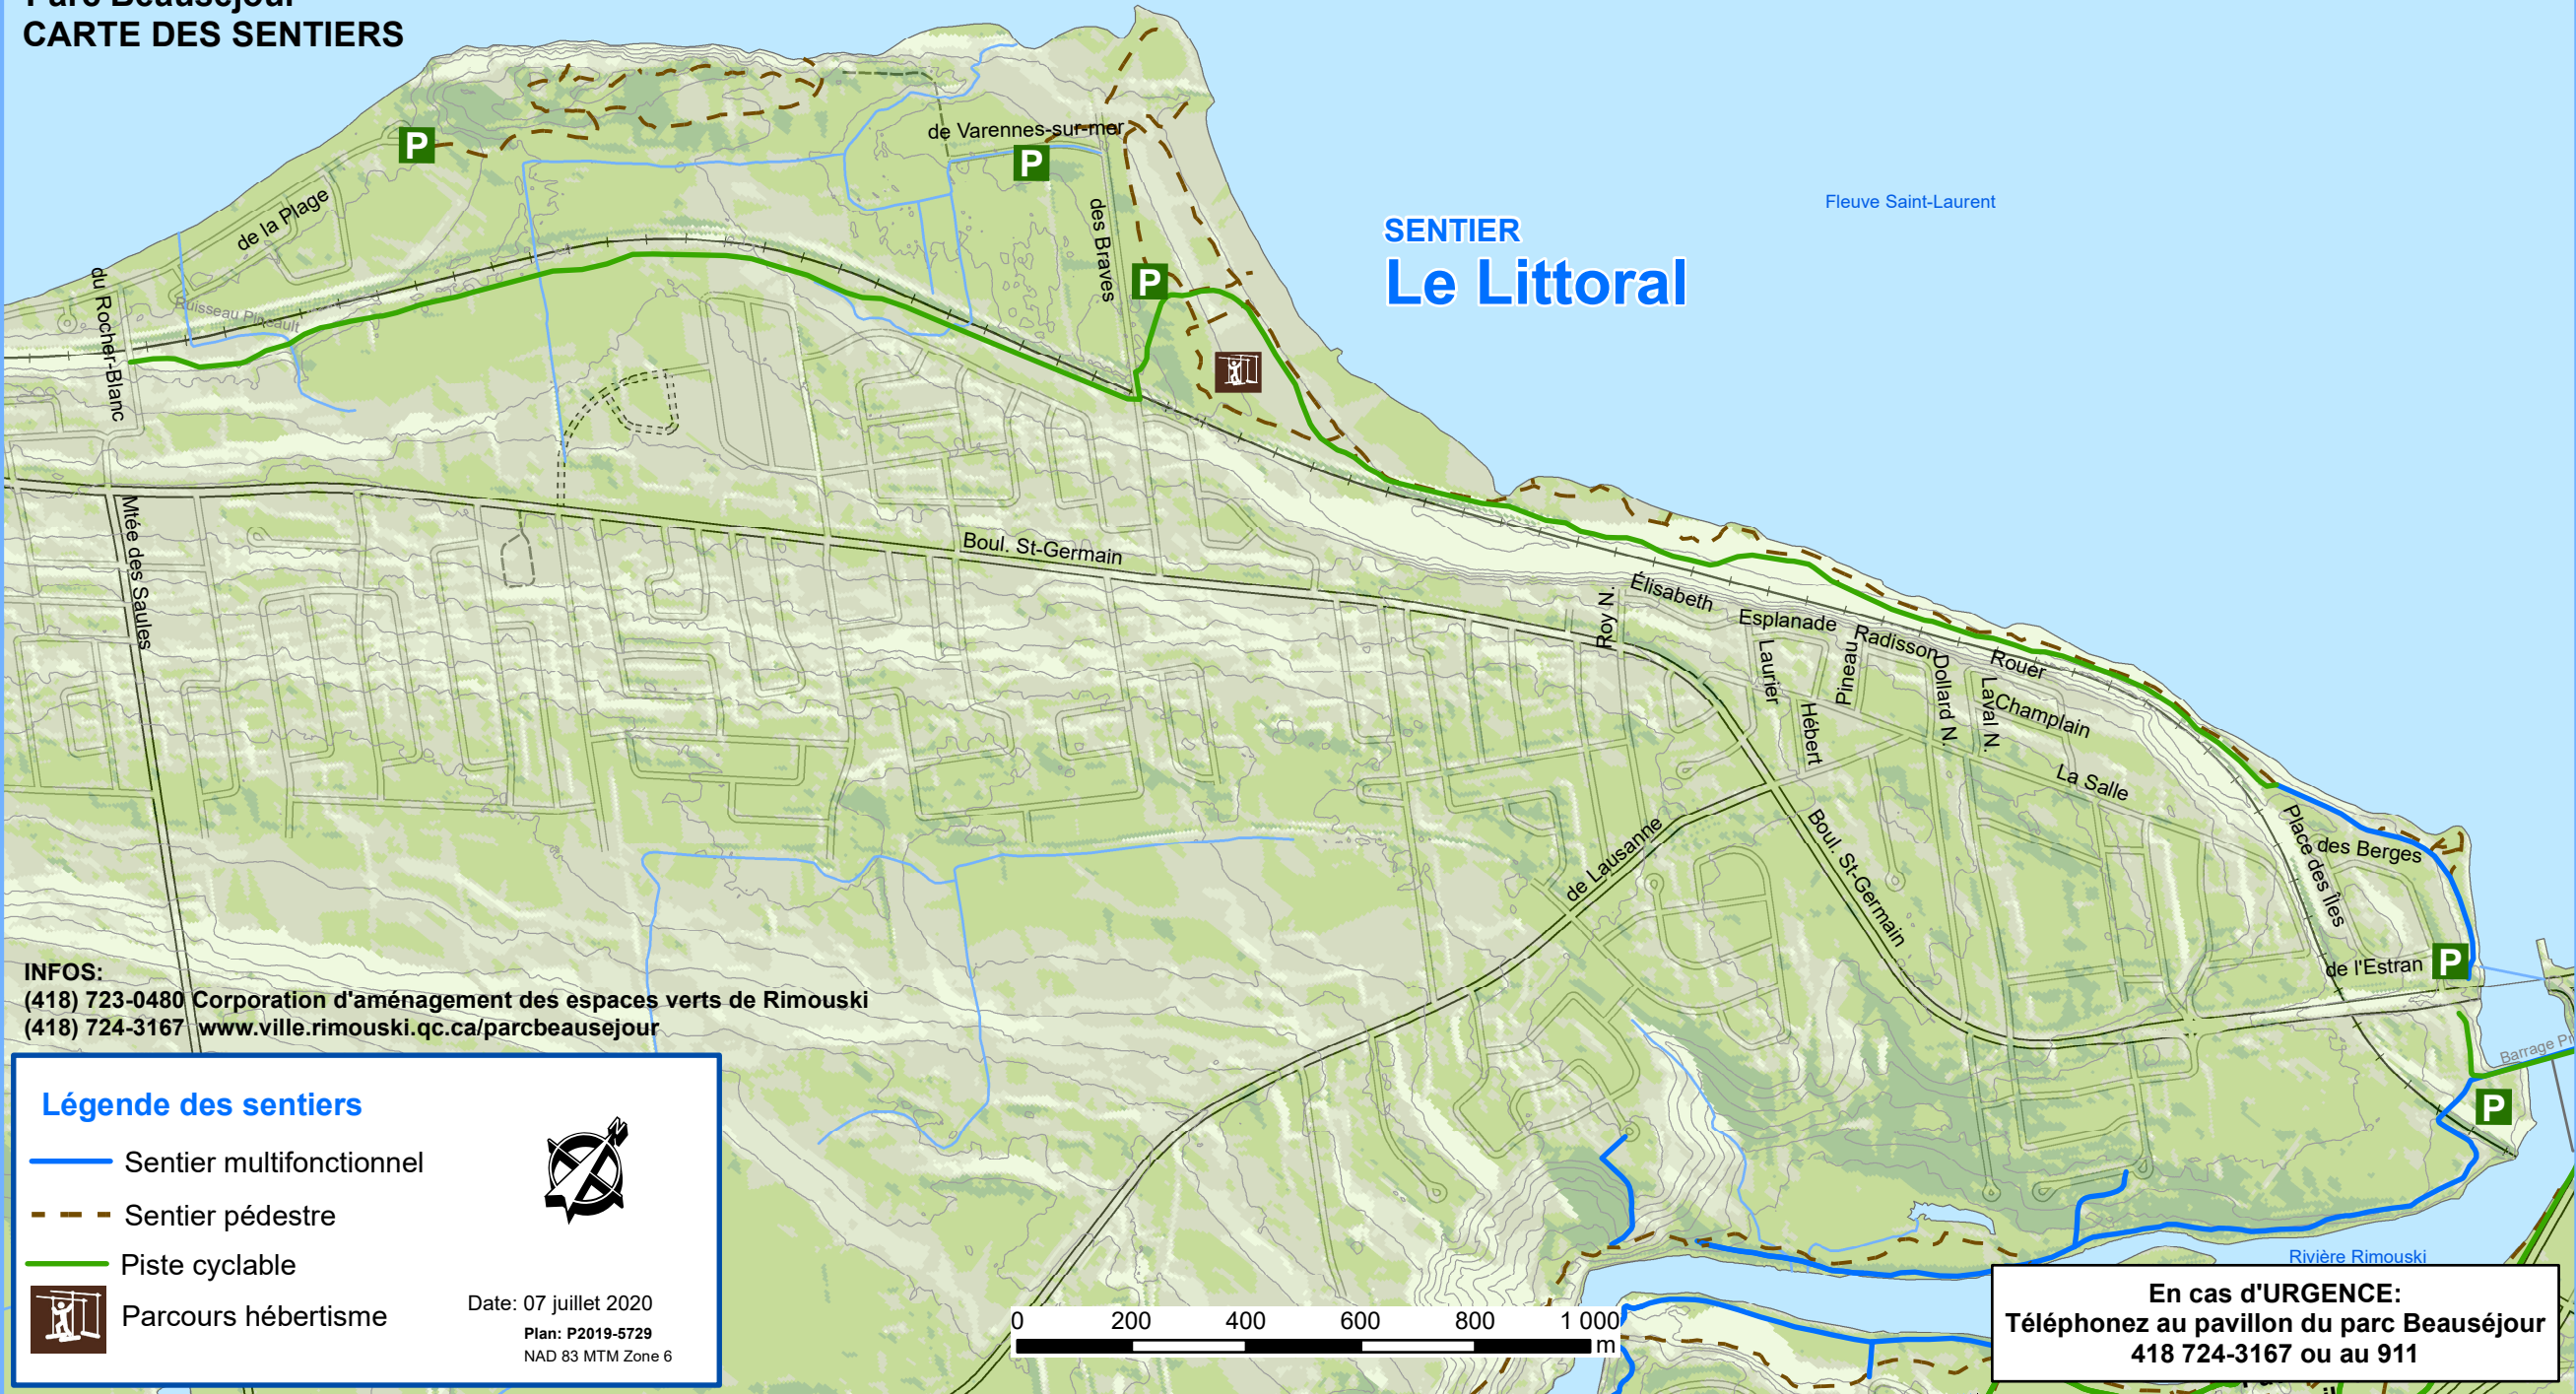 Parc Beauséjour
CARTE DES SENTIERS
de Varennes-sur-mer
de la Plage
des Braves
du Rocher-Blanc
Ruisseau Pineault
SENTIER
Le Littoral
Fleuve Saint-Laurent
Mtée des Saules
Boul. St-Germain
Roy N.
Élisabeth
Esplanade
Laurier
Pineau
Radisson
Hébert
Dollard N.
Rouer
Laval N.
Champlain
La Salle
de Lausanne
Boul. St-Germain
Place des Îles
des Berges
de l'Estran
Barrage
Rivière Rimouski
P
P
P
P
P
INFOS:
(418) 723-0480 Corporation d'aménagement des espaces verts de Rimouski
(418) 724-3167 www.ville.rimouski.qc.ca/parcbeausejour
Légende des sentiers
Sentier multifonctionnel
Sentier pédestre
Piste cyclable
Parcours hébertisme
N
Date: 07 juillet 2020
Plan: P2019-5729
NAD 83 MTM Zone 6
0 200 400 600 800 1 000
m
En cas d'URGENCE:
Téléphonez au pavillon du parc Beauséjour
418 724-3167 ou au 911